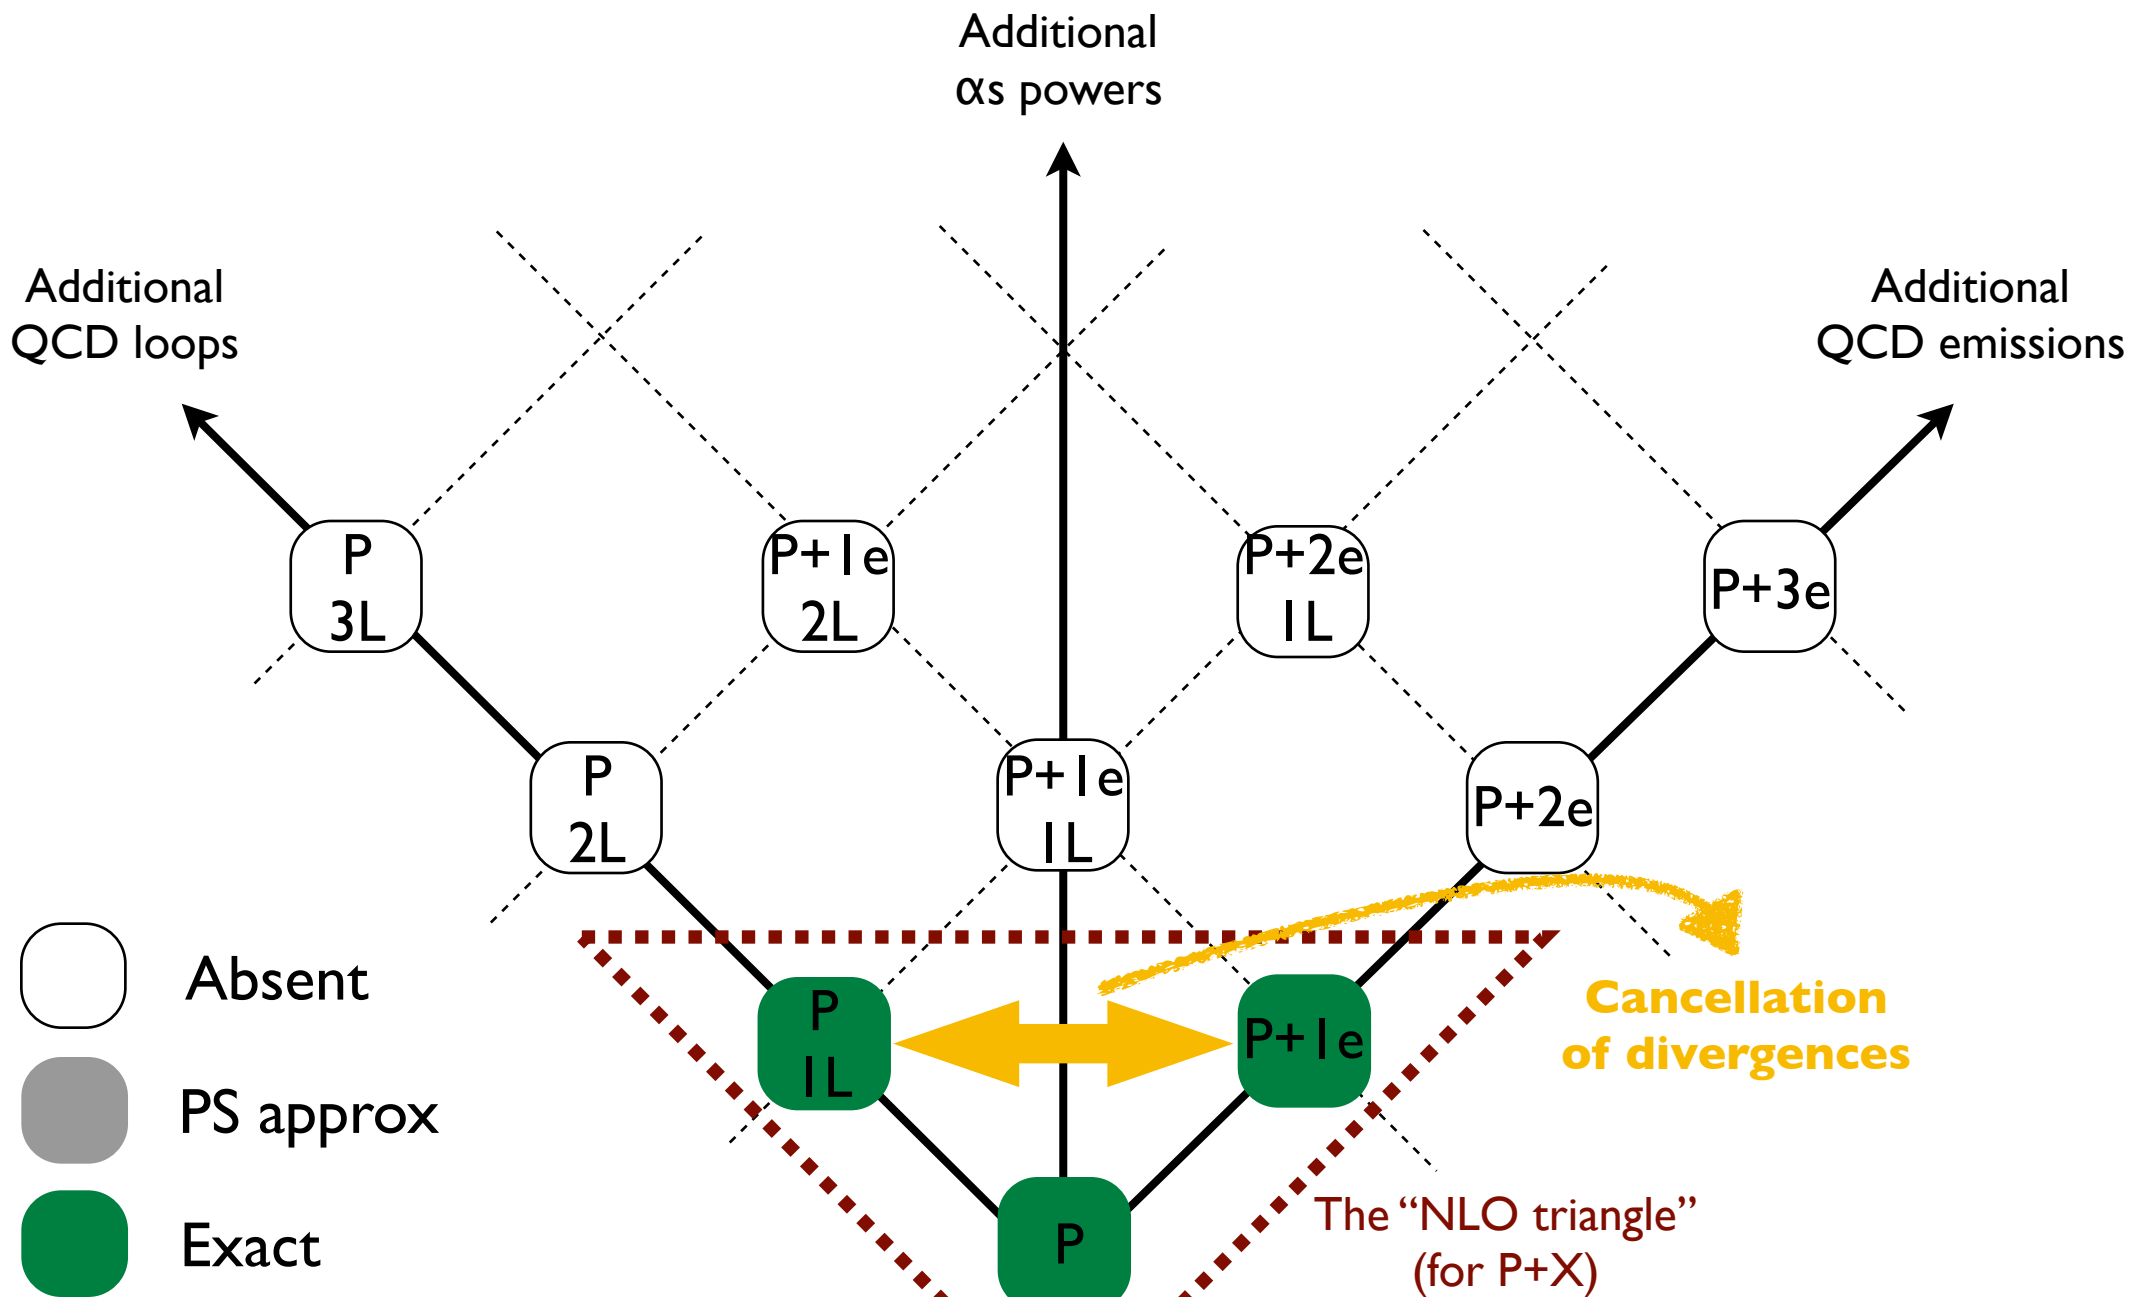 Additional
αs powers
Additional
QCD loops
Additional
QCD emissions
P
3L
P+1e
2L
P+2e
1L
P+3e
P
2L
P+1e
1L
P+2e
Absent
P
1L
P+1e
Cancellation
of divergences
PS approx
Exact
P
The “NLO triangle”
(for P+X)